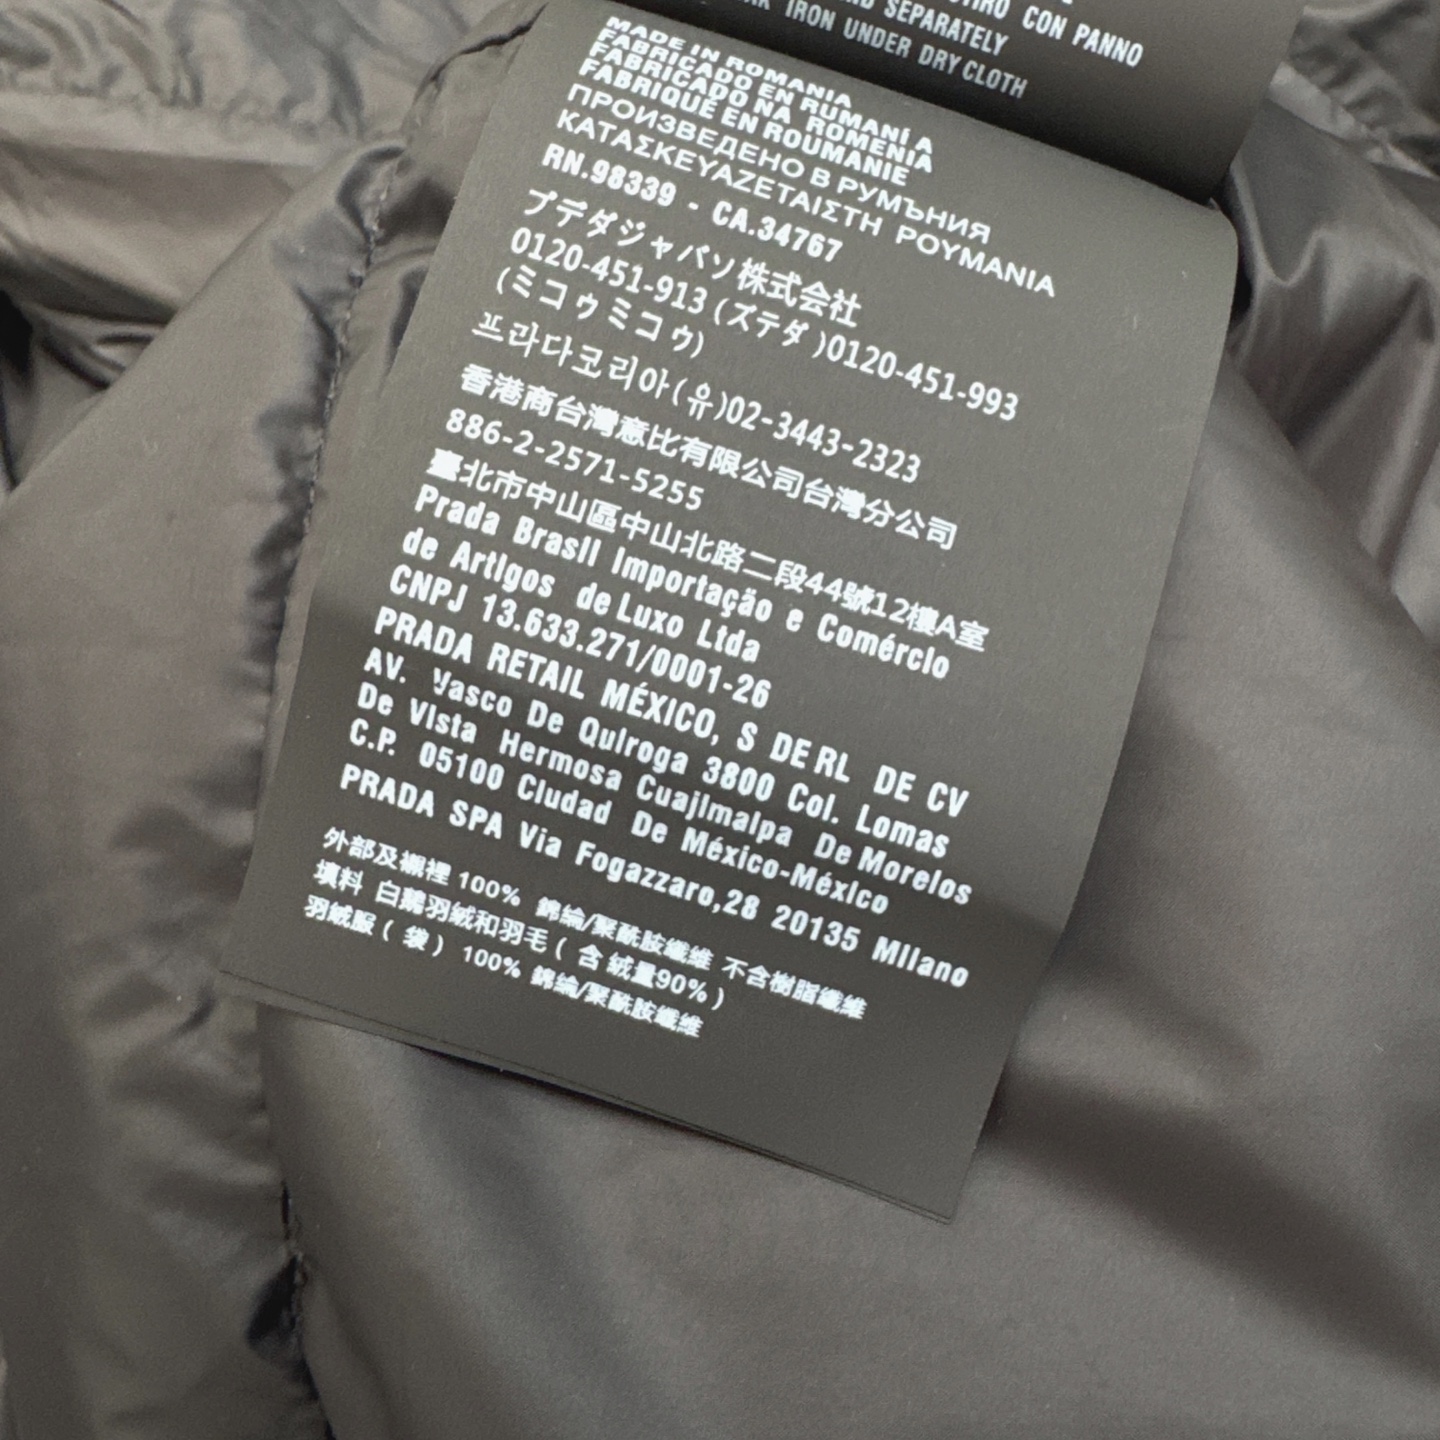 STIRO CON PANNO
SEPARATELY
IRON UNDER DRY CLOTH
MADE IN ROMANIA
FABRICADO EN RUMANÍA
FABRICADO NA ROMENIA
FABRIQUÉ EN ROUMANIE
ПРОИЗВЕДЕНО В РУМЪНИЯ
ΚΑΤΑΣΚΕΥΑΖΕΤΑΙΣΤΗ ΡΟΥΜΑΝΙΑ
RN.98339 - CA.34767
プテダジャバソ株式会社
0120-451-913 (ズテダ)0120-451-993
(ミコゥミコゥ)
프라다코리아(유)02-3443-2323
香港商台灣意比有限公司台灣分公司
886-2-2571-5255
臺北市中山區中山北路二段44號12樓A室
Prada Brasil Importação e Comércio
de Artigos de Luxo Ltda
CNPJ 13.633.271/0001-26
PRADA RETAIL MÉXICO, S DE RL DE CV
AV. Vasco De Quiroga 3800 Col. Lomas
De Vista Hermosa Cuajimalpa De Morelos
C.P. 05100 Ciudad De México-México
PRADA SPA Via Fogazzaro,28 20135 Milano
外部及襯裡 100% 錦綸/聚酰胺纖維 不含樹脂纖維
填料 白鵝羽絨和羽毛 (含絨量90%)
羽絨服 (袋) 100% 錦綸/聚酰胺纖維